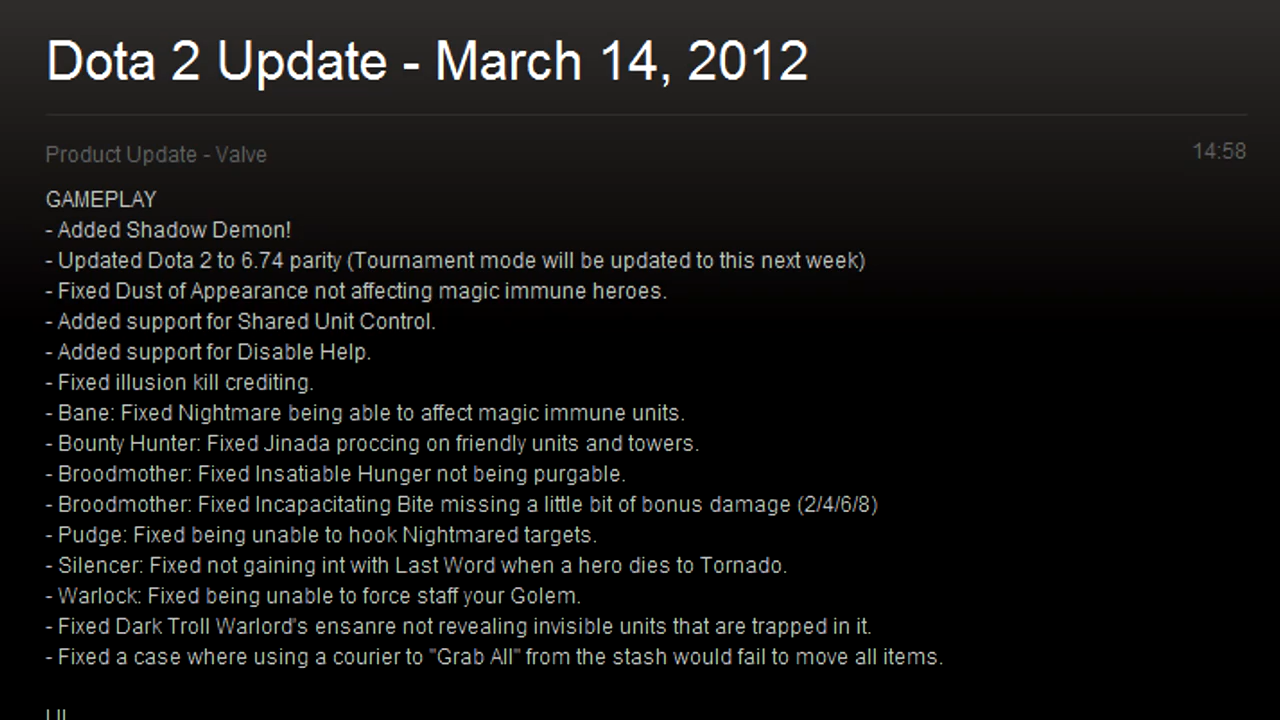 Dota 2 Update - March 14, 2012
Product Update - Valve
14:58
GAMEPLAY
- Added Shadow Demon!
- Updated Dota 2 to 6.74 parity (Tournament mode will be updated to this next week)
- Fixed Dust of Appearance not affecting magic immune heroes.
- Added support for Shared Unit Control.
- Added support for Disable Help.
- Fixed illusion kill crediting.
- Bane: Fixed Nightmare being able to affect magic immune units.
- Bounty Hunter: Fixed Jinada proccing on friendly units and towers.
- Broodmother: Fixed Insatiable Hunger not being purgable.
- Broodmother: Fixed Incapacitating Bite missing a little bit of bonus damage (2/4/6/8)
- Pudge: Fixed being unable to hook Nightmared targets.
- Silencer: Fixed not gaining int with Last Word when a hero dies to Tornado.
- Warlock: Fixed being unable to force staff your Golem.
- Fixed Dark Troll Warlord's ensanre not revealing invisible units that are trapped in it.
- Fixed a case where using a courier to "Grab All" from the stash would fail to move all items.
UI